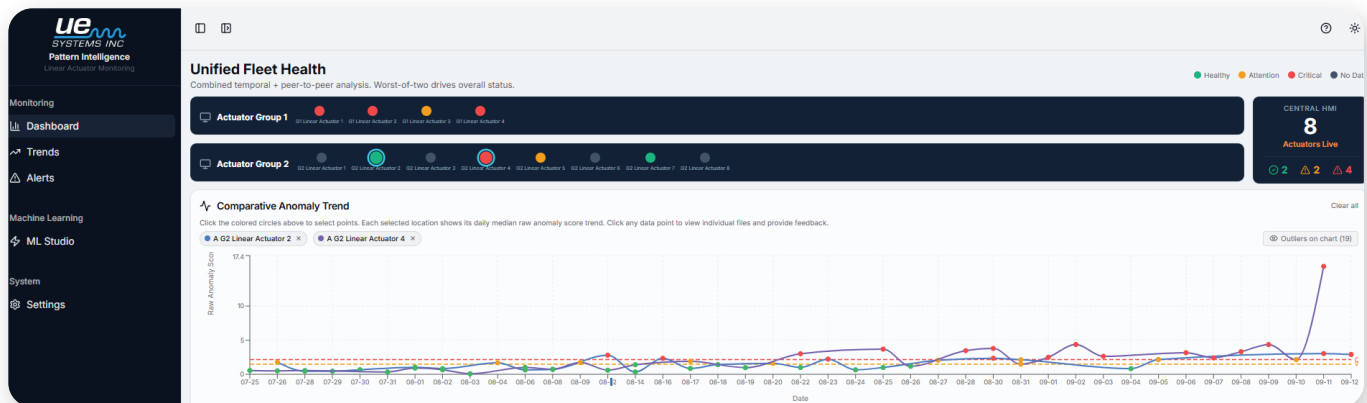 ue
SYSTEMS INC
Pattern Intelligence
Linear Actuator Monitoring
Monitoring
Dashboard
Trends
Alerts
Machine Learning
ML Studio
System
Settings
Unified Fleet Health
Combined temporal + peer-to-peer analysis. Worst-of-two drives overall status.
Healthy Attention Critical No Dat
Actuator Group 1
G1 Linear Actuator 1 G1 Linear Actuator 2 G1 Linear Actuator 3 G1 Linear Actuator 4
Actuator Group 2
G2 Linear Actuator 1 G2 Linear Actuator 2 G2 Linear Actuator 3 G2 Linear Actuator 4 G2 Linear Actuator 5 G2 Linear Actuator 6 G2 Linear Actuator 7 G2 Linear Actuator 8
CENTRAL HMI
8
Actuators Live
2 2 4
Comparative Anomaly Trend
Clear all
Click the colored circles above to select points. Each selected location shows its daily median raw anomaly score trend. Click any data point to view individual files and provide feedback.
A G2 Linear Actuator 2 × A G2 Linear Actuator 4 ×
Outliers on chart (19)
Raw Anomaly Scor
17.4
10
5
0
07-25 07-26 07-28 07-29 07-30 07-31 08-01 08-02 08-03 08-06 08-08 08-09 08-14 08-16 08-17 08-18 08-19 08-20 08-22 08-23 08-24 08-25 08-26 08-27 08-28 08-30 08-31 09-01 09-02 09-03 09-04 09-05 09-06 09-07 09-08 09-09 09-10 09-11 09-12
Date